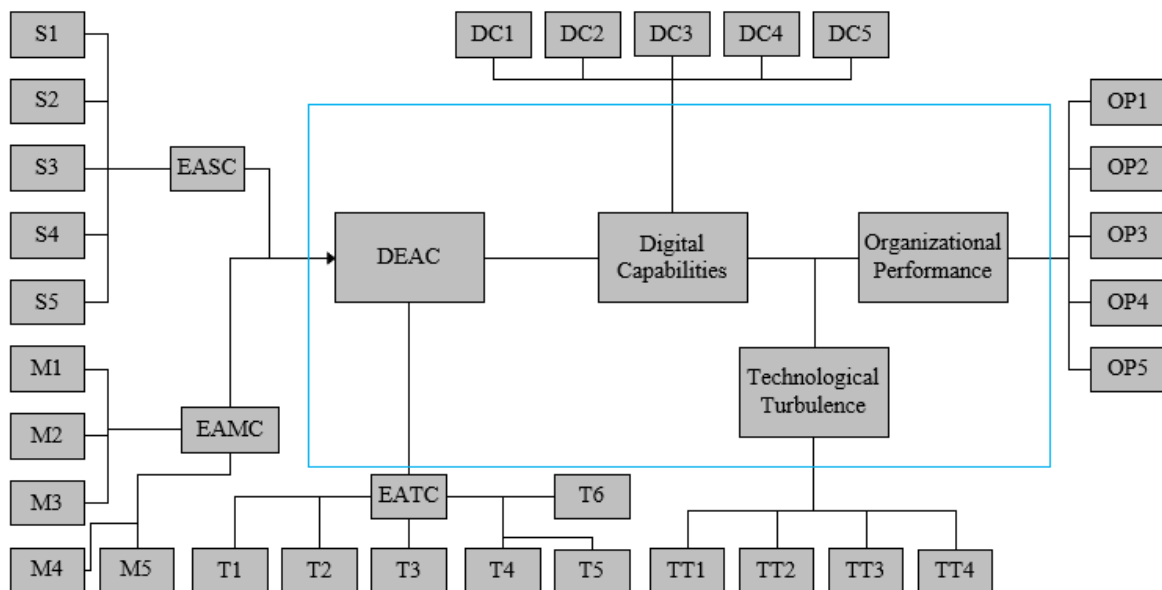 S1
DC1
DC2
DC3
DC4
DC5
S2
OP1
S3
EASC
OP2
S4
DEAC
Digital
Capabilities
Organizational
Performance
OP3
S5
OP4
M1
Technological
Turbulence
OP5
M2
EAMC
M3
EATC
T6
M4
M5
T1
T2
T3
T4
T5
TT1
TT2
TT3
TT4